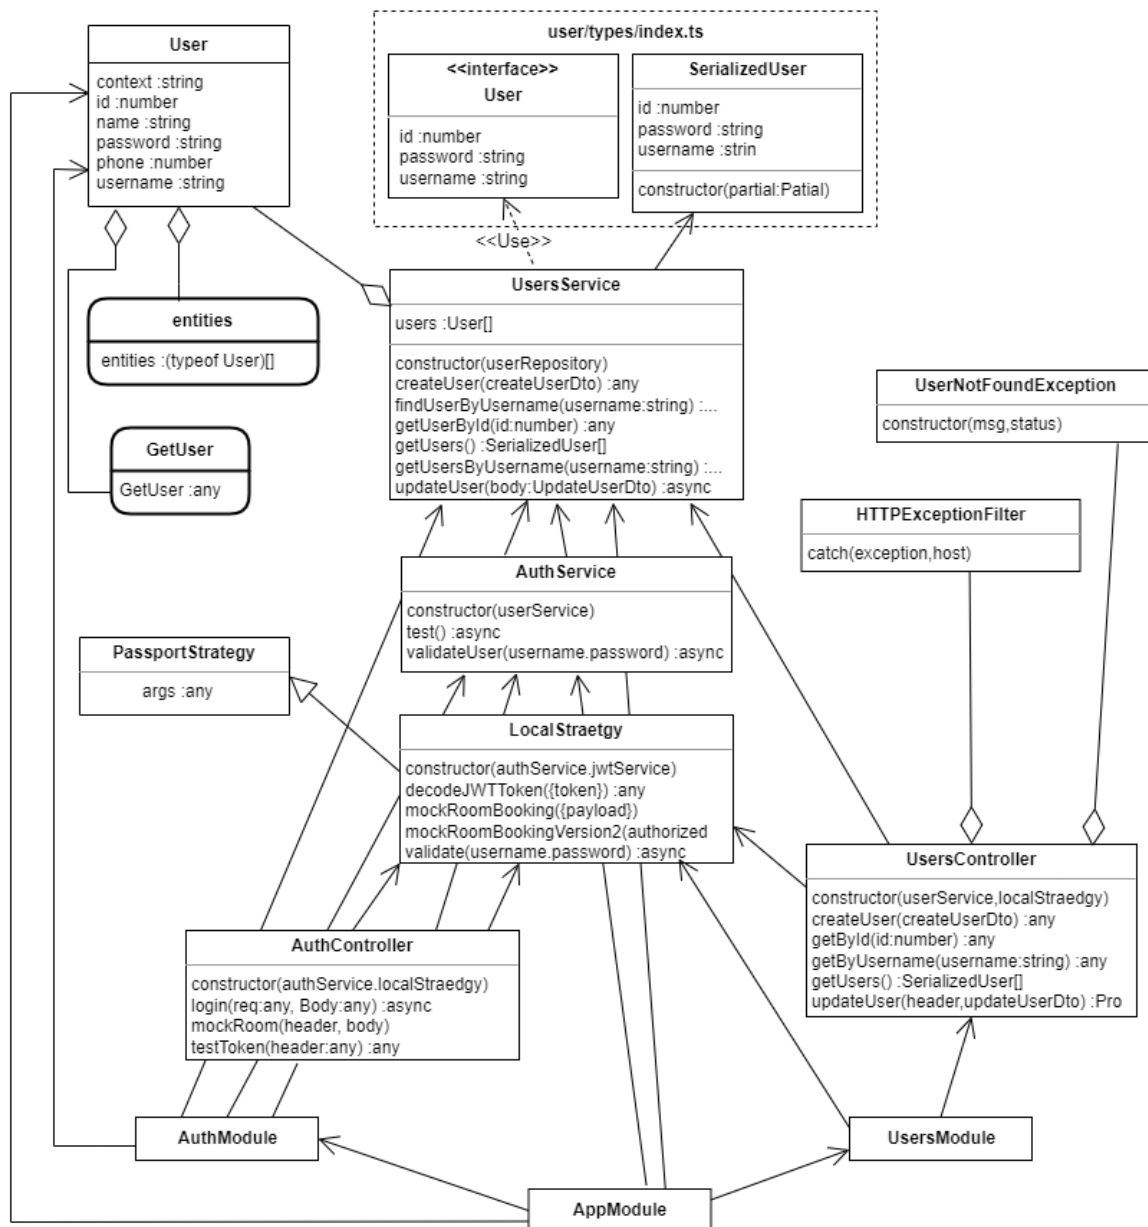 User
context :string
id :number
name :string
password :string
phone :number
username :string
user/types/index.ts
<<interface>>
User
id :number
password :string
username :string
SerializedUser
id :number
password :string
username :strin
constructor(partial:Patial)
<<Use>>
UsersService
users :User[]
constructor(userRepository)
createUser(createUserDto) :any
findUserByUsername(username:string) :...
getUserById(id:number) :any
getUsers() :SerializedUser[]
getUsersByUsername(username:string) :...
updateUser(body:UpdateUserDto) :async
entities
entities :(typeof User)[]
GetUser
GetUser :any
UserNotFoundException
constructor(msg,status)
HTTPExceptionFilter
catch(exception,host)
AuthService
constructor(userService)
test() :async
validateUser(username.password) :async
PassportStrategy
args :any
LocalStraetgy
constructor(authService.jwtService)
decodeJWTToken({token}) :any
mockRoomBooking({payload})
mockRoomBookingVersion2(authorized
validate(username.password) :async
UsersController
constructor(userService,localStraedgy)
createUser(createUserDto) :any
getById(id:number) :any
getByUsername(username:string) :any
getUsers() :SerializedUser[]
updateUser(header,updateUserDto) :Pro
AuthController
constructor(authService.localStraedgy)
login(req:any, Body:any) :async
mockRoom(header, body)
testToken(header:any) :any
AuthModule
UsersModule
AppModule